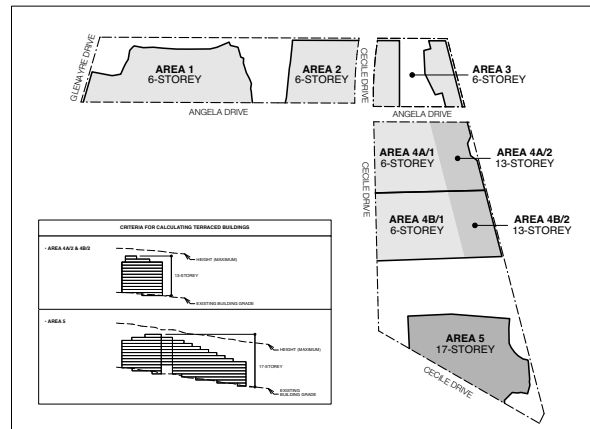 GLENAYRE DRIVE
AREA 1
6-STOREY
AREA 2
6-STOREY
CECILE DRIVE
AREA 3
6-STOREY
ANGELA DRIVE
ANGELA DRIVE
AREA 4A/1
6-STOREY
AREA 4A/2
13-STOREY
CECILE DRIVE
AREA 4B/1
6-STOREY
AREA 4B/2
13-STOREY
CRITERIA FOR CALCULATING TERRACED BUILDINGS
- AREA 4A/2 & 4B/2
HEIGHT (MAXIMUM)
13-STOREY
EXISTING BUILDING GRADE
- AREA 5
HEIGHT (MAXIMUM)
17-STOREY
EXISTING
BUILDING GRADE
AREA 5
17-STOREY
CECILE DRIVE